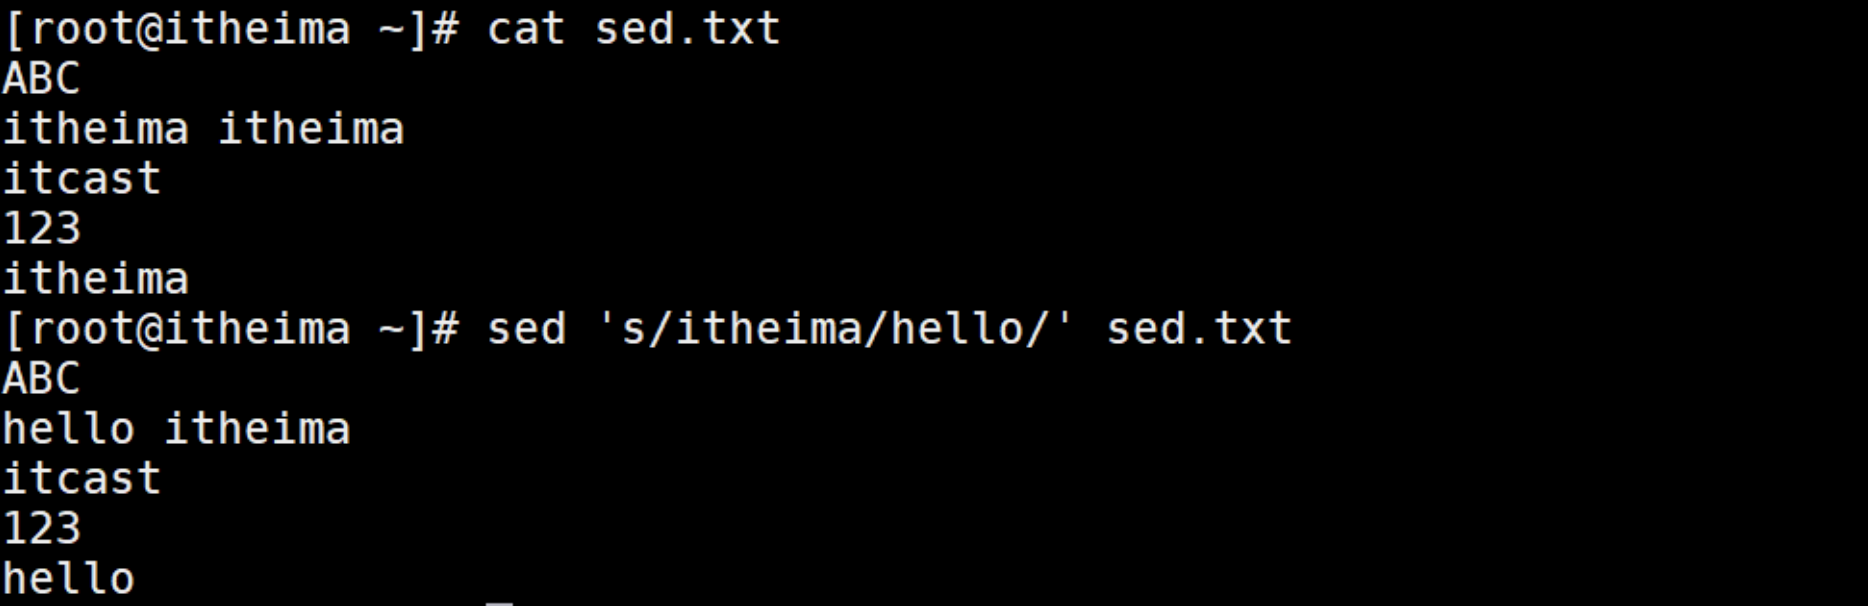 [root@itheima ~]# cat sed.txt
ABC
itheima itheima
itcast
123
itheima
[root@itheima ~]# sed 's/itheima/hello/' sed.txt
ABC
hello itheima
itcast
123
hello